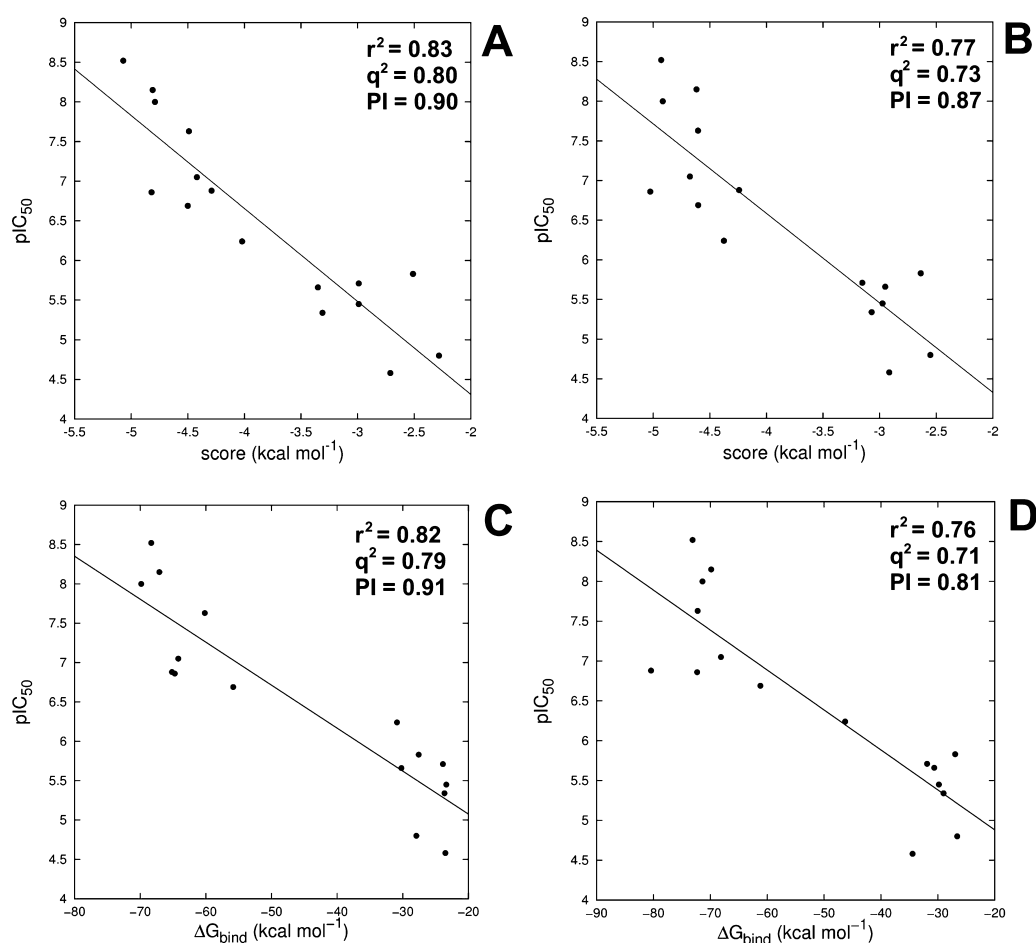 A
r² = 0.83
q² = 0.80
PI = 0.90
9
8.5
8
7.5
7
6.5
6
5.5
5
4.5
4
pIC₅₀
-5.5 -5 -4.5 -4 -3.5 -3 -2.5 -2
score (kcal mol⁻¹)
B
r² = 0.77
q² = 0.73
PI = 0.87
9
8.5
8
7.5
7
6.5
6
5.5
5
4.5
4
pIC₅₀
-5.5 -5 -4.5 -4 -3.5 -3 -2.5 -2
score (kcal mol⁻¹)
C
r² = 0.82
q² = 0.79
PI = 0.91
9
8.5
8
7.5
7
6.5
6
5.5
5
4.5
4
pIC₅₀
−80 −70 −60 −50 −40 −30 −20
ΔG_bind (kcal mol⁻¹)
D
r² = 0.76
q² = 0.71
PI = 0.81
9
8.5
8
7.5
7
6.5
6
5.5
5
4.5
4
pIC₅₀
−90 −80 −70 −60 −50 −40 −30 −20
ΔG_bind (kcal mol⁻¹)